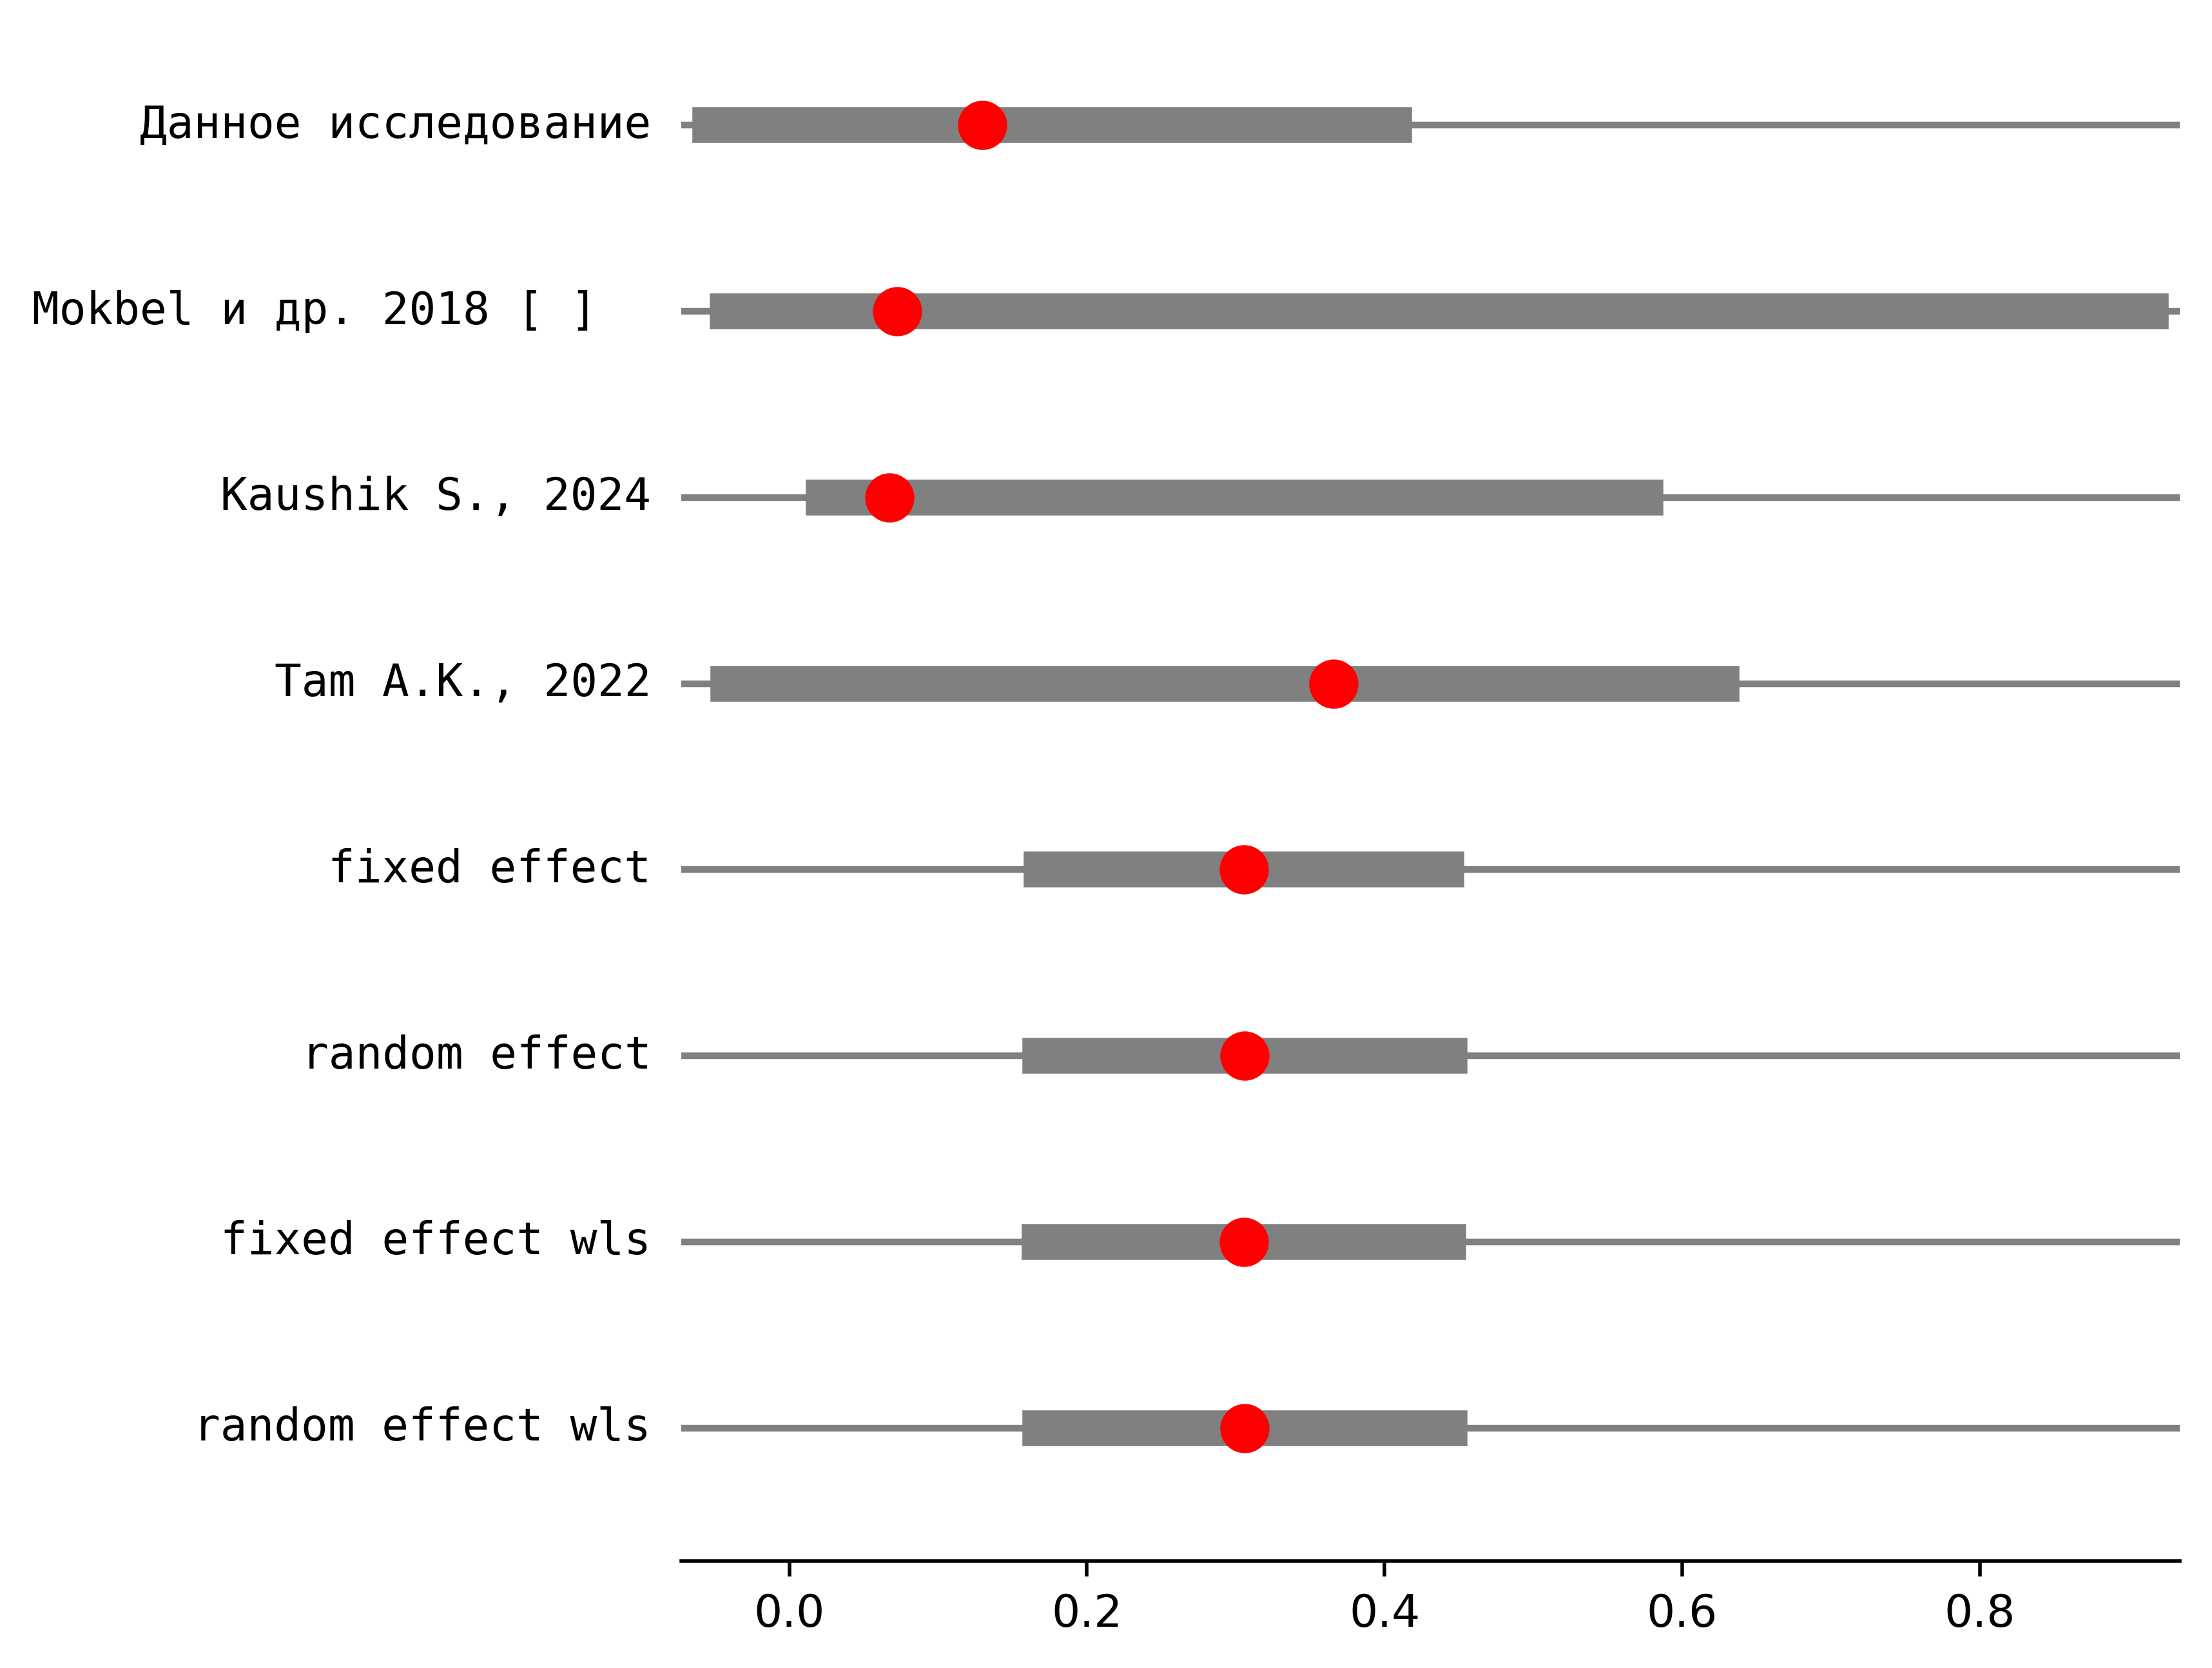 Данное исследование
Mokbel и др. 2018 [ ]
Kaushik S., 2024
Tam A.K., 2022
fixed effect
random effect
fixed effect wls
random effect wls
0.0 0.2 0.4 0.6 0.8